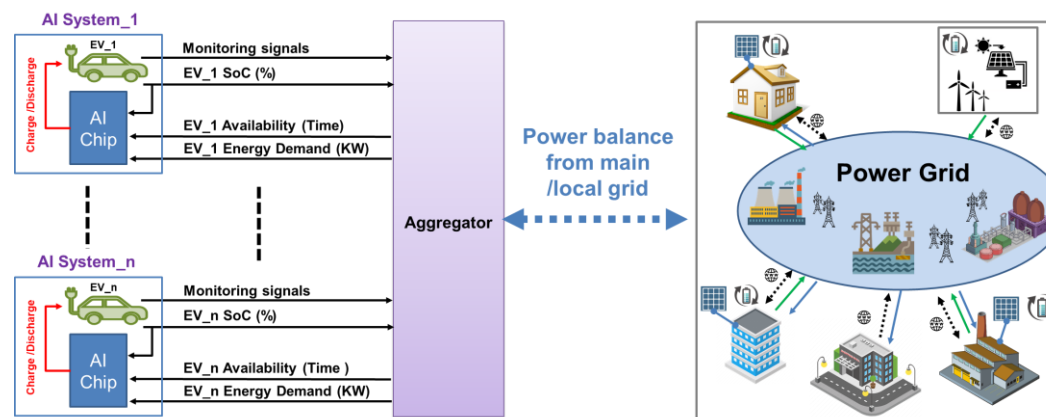 AI System_1
EV_1
Charge /Discharge
AI
Chip
Monitoring signals
EV_1 SoC (%)
EV_1 Availability (Time)
EV_1 Energy Demand (KW)
AI System_n
EV_n
Charge /Discharge
AI
Chip
Monitoring signals
EV_n SoC (%)
EV_n Availability (Time )
EV_n Energy Demand (KW)
Aggregator
Power balance
from main
/local grid
Power Grid